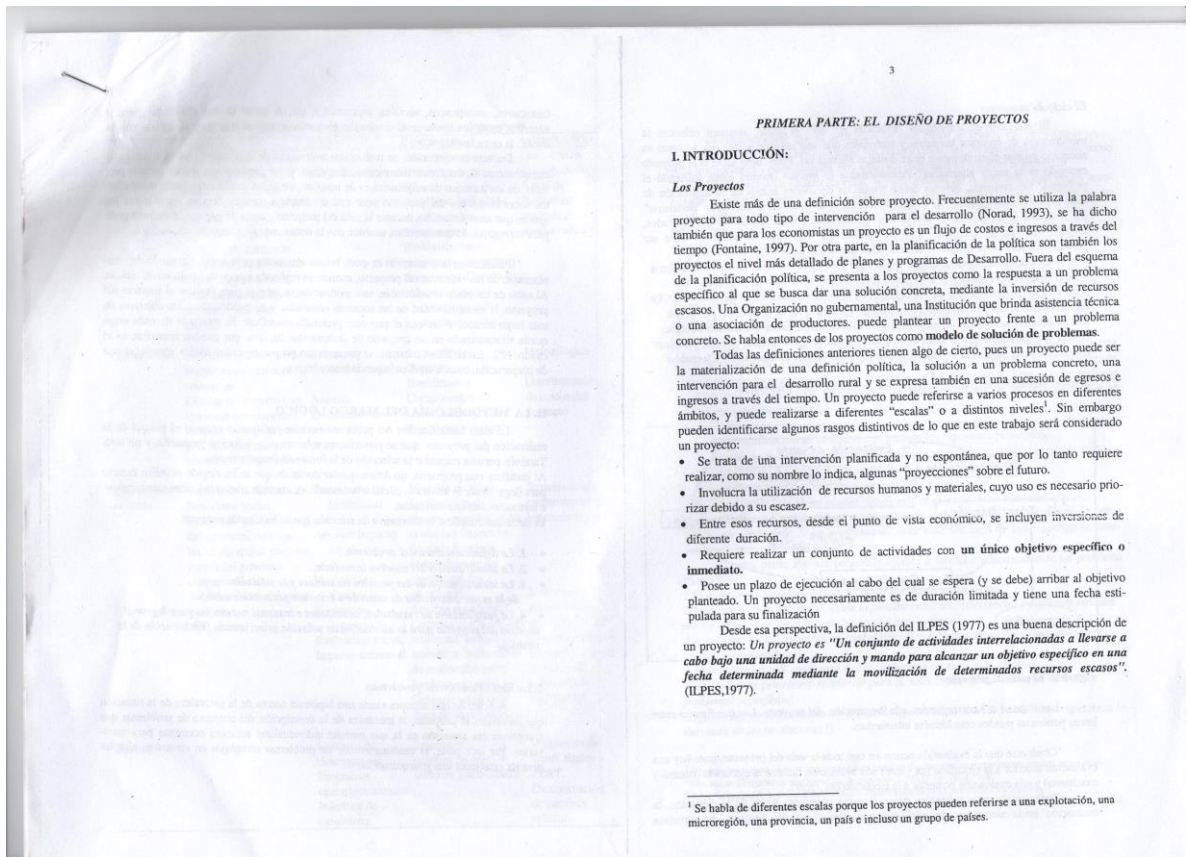 3
PRIMERA PARTE: EL DISEÑO DE PROYECTOS
I. INTRODUCCIÓN:
Los Proyectos
Existe más de una definición sobre proyecto. Frecuentemente se utiliza la palabra
proyecto para todo tipo de intervención para el desarrollo (Norad, 1993), se ha dicho
también que para los economistas un proyecto es un flujo de costos e ingresos a través del
tiempo (Fontaine, 1997). Por otra parte, en la planificación de la política son también los
proyectos el nivel más detallado de planes y programas de Desarrollo. Fuera del esquema
de la planificación política, se presenta a los proyectos como la respuesta a un problema
específico al que se busca dar una solución concreta, mediante la inversión de recursos
escasos. Una Organización no gubernamental, una Institución que brinda asistencia técnica
o una asociación de productores. puede plantear un proyecto frente a un problema
concreto. Se habla entonces de los proyectos como modelo de solución de problemas.
Todas las definiciones anteriores tienen algo de cierto, pues un proyecto puede ser
la materialización de una definición política, la solución a un problema concreto, una
intervención para el desarrollo rural y se expresa también en una sucesión de egresos e
ingresos a través del tiempo. Un proyecto puede referirse a varios procesos en diferentes
ámbitos, y puede realizarse a diferentes “escalas” o a distintos niveles¹. Sin embargo
pueden identificarse algunos rasgos distintivos de lo que en este trabajo será considerado
un proyecto:
• Se trata de una intervención planificada y no espontánea, que por lo tanto requiere
realizar, como su nombre lo indica, algunas “proyecciones” sobre el futuro.
• Involucra la utilización de recursos humanos y materiales, cuyo uso es necesario prio-
rizar debido a su escasez.
• Entre esos recursos, desde el punto de vista económico, se incluyen inversiones de
diferente duración.
• Requiere realizar un conjunto de actividades con un único objetivo específico o
inmediato.
• Posee un plazo de ejecución al cabo del cual se espera (y se debe) arribar al objetivo
planteado. Un proyecto necesariamente es de duración limitada y tiene una fecha esti-
pulada para su finalización
Desde esa perspectiva, la definición del ILPES (1977) es una buena descripción de
un proyecto: Un proyecto es "Un conjunto de actividades interrelacionadas a llevarse a
cabo bajo una unidad de dirección y mando para alcanzar un objetivo específico en una
fecha determinada mediante la movilización de determinados recursos escasos".
(ILPES,1977).
¹ Se habla de diferentes escalas porque los proyectos pueden referirse a una explotación, una
microregión, una provincia, un país e incluso un grupo de países.